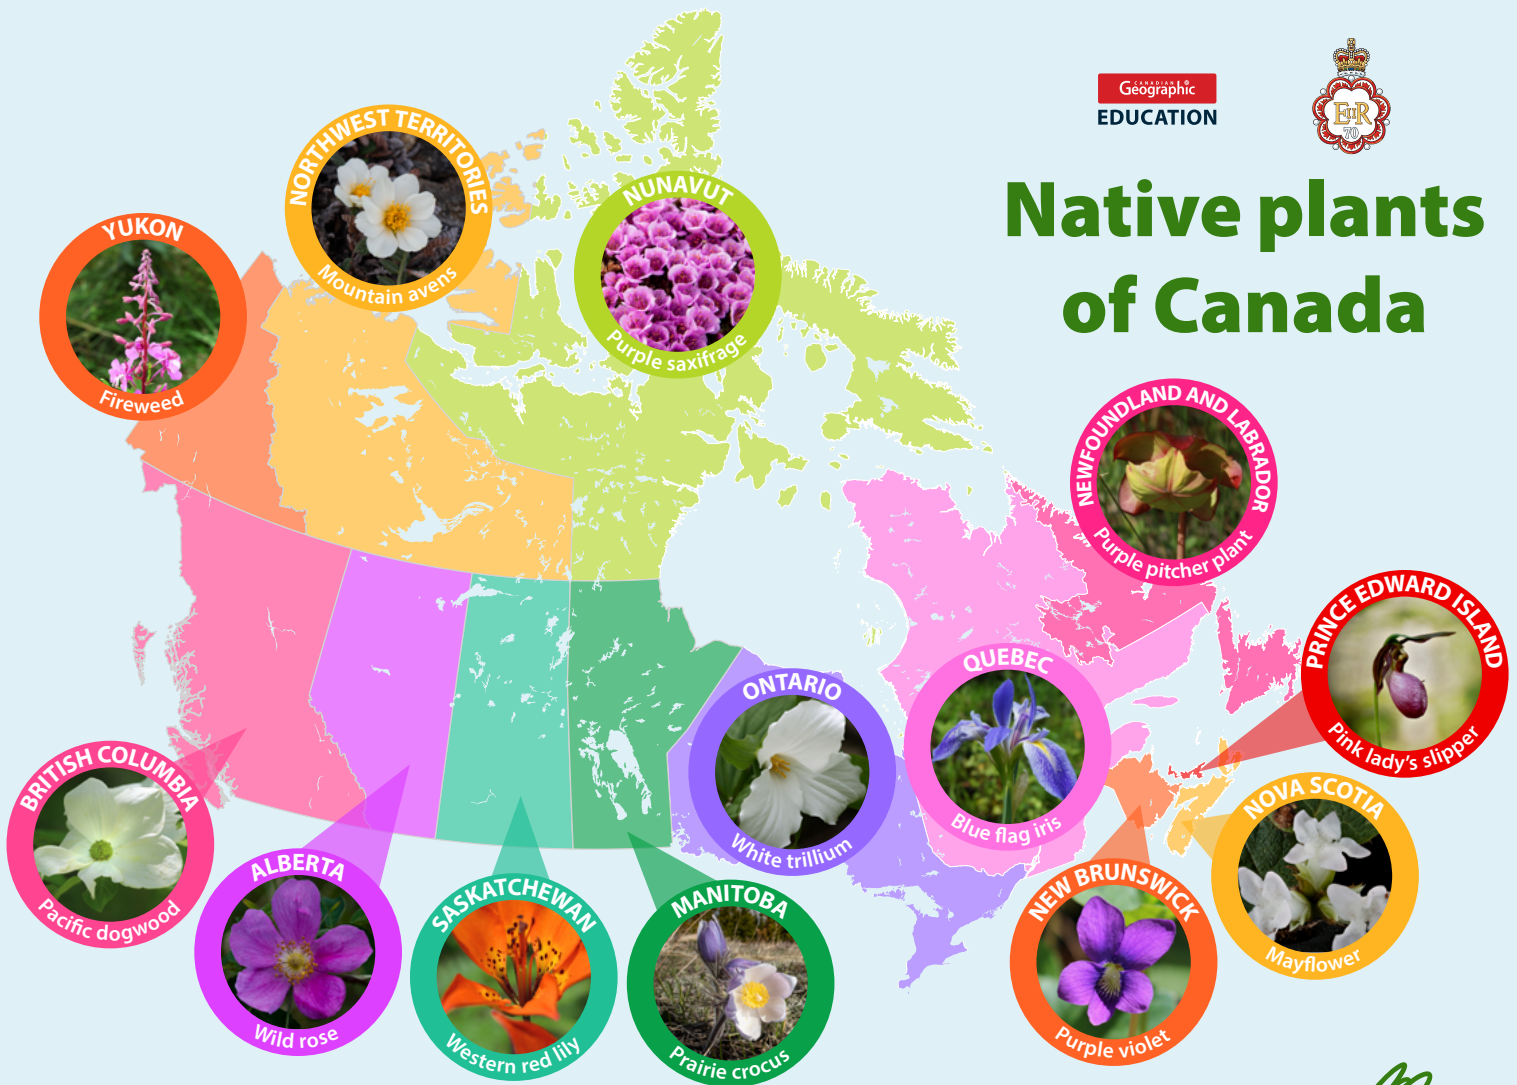 CANADIAN
Geographic
EDUCATION
EIIR
70
Native plants
of Canada
NORTHWEST TERRITORIES
Mountain avens
NUNAVUT
Purple saxifrage
YUKON
Fireweed
NEWFOUNDLAND AND LABRADOR
Purple pitcher plant
PRINCE EDWARD ISLAND
Pink lady's slipper
QUEBEC
Blue flag iris
ONTARIO
White trillium
BRITISH COLUMBIA
Pacific dogwood
NOVA SCOTIA
Mayflower
ALBERTA
Wild rose
SASKATCHEWAN
Western red lily
MANITOBA
Prairie crocus
NEW BRUNSWICK
Purple violet